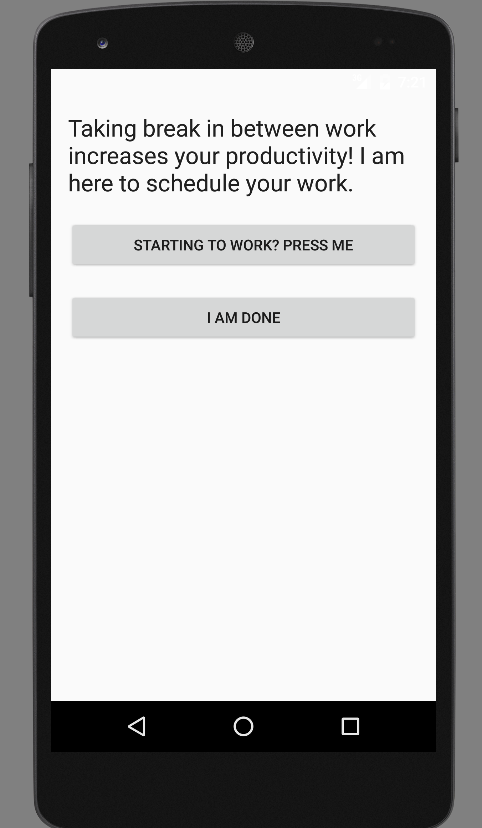 Taking break in between work
increases your productivity! I am
here to schedule your work.
STARTING TO WORK? PRESS ME
I AM DONE